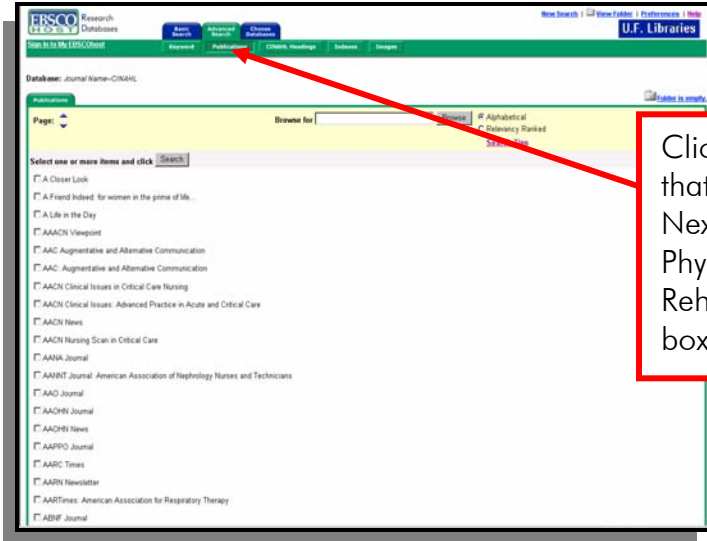 EBSCO Research
HOST Databases
Basic Search
Advanced Search
Choose Databases
New Search | View Folder | Preferences | Help
U.F. Libraries
Sign In to My EBSCOhost
Keyword Publications CINAHL Headings Indexes Images
Database: Journal Name--CINAHL
Publications
Folder is empty.
Page:
Browse for
Browse
Alphabetical
Relevancy Ranked
Select one or more items and click Search
A Closer Look
A Friend Indeed: for women in the prime of life...
A Life in the Day
AAACN Viewpoint
AAC Augmentative and Alternative Communication
AAC: Augmentative and Alternative Communication
AACN Clinical Issues in Critical Care Nursing
AACN Clinical Issues: Advanced Practice in Acute and Critical Care
AACN News
AACN Nursing Scan in Critical Care
AANA Journal
AANNT Journal: American Association of Nephrology Nurses and Technicians
AAO Journal
AAOHN Journal
AAOHN News
AAPPO Journal
AARC Times
AARN Newsletter
AARTimes: American Association for Respiratory Therapy
ABNF Journal
Clic
that
Nex
Phy
Reh
box